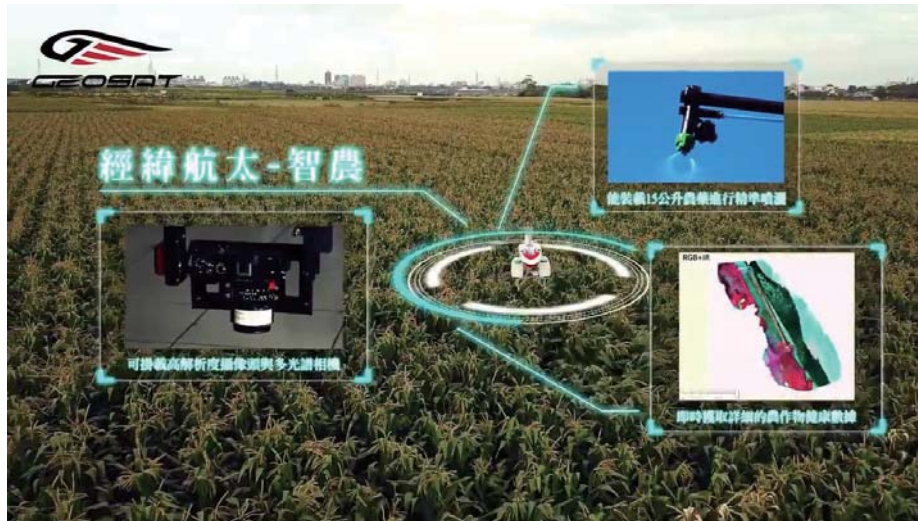 GEOSAT
經緯航太-智農
能裝載15公升農藥進行精準噴灑
可掛載高解析度攝像頭與多光譜相機
RGB+IR
即時獲取詳細的農作物健康數據